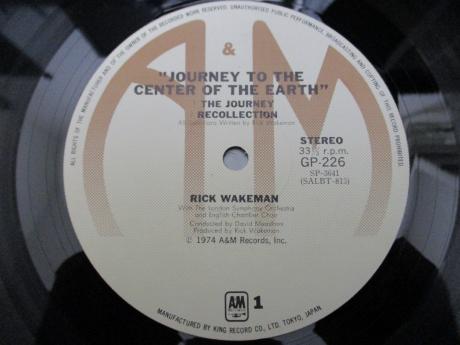 ALL RIGHTS OF THE MANUFACTURER AND OF THE OWNER OF THE RECORDED WORK RESERVED. UNAUTHORISED PUBLIC PERFORMANCE, BROADCASTING AND COPYING OF THIS RECORD PROHIBITED.
A&M
"JOURNEY TO THE
CENTER OF THE EARTH"
THE JOURNEY
RECOLLECTION
All Selections Written by Rick Wakeman
STEREO
33⅓ r.p.m.
GP-226
SP-3641
(SALBT-815)
RICK WAKEMAN
With The London Symphony Orchestra
and English Chamber Choir
Conducted by David Measham
Produced by Rick Wakeman
℗ 1974 A&M Records, Inc.
A&M
RECORDS
1
MANUFACTURED BY KING RECORD CO., LTD. TOKYO, JAPAN